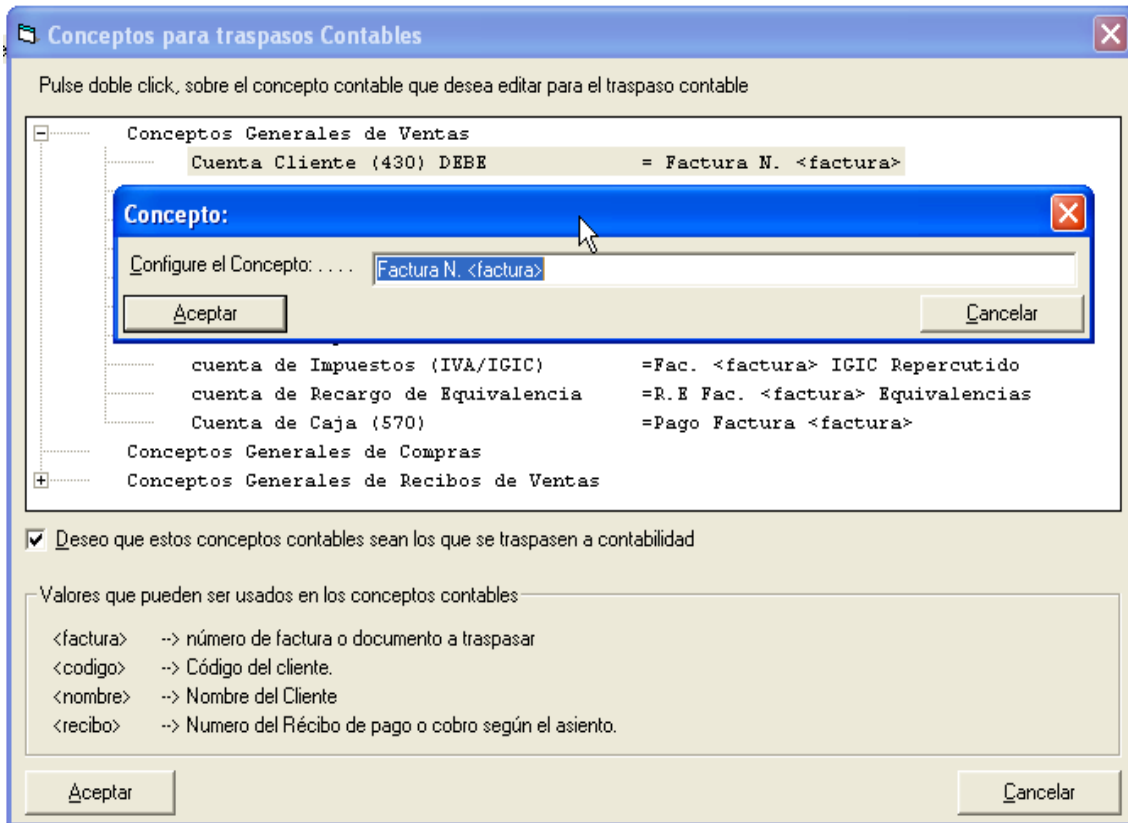 Conceptos para traspasos Contables
Pulse doble click, sobre el concepto contable que desea editar para el traspaso contable
Conceptos Generales de Ventas
Cuenta Cliente (430) DEBE = Factura N. <factura>
Concepto:
Configure el Concepto: . . . . Factura N. <factura>
Aceptar Cancelar
cuenta de Impuestos (IVA/IGIC) =Fac. <factura> IGIC Repercutido
cuenta de Recargo de Equivalencia =R.E Fac. <factura> Equivalencias
Cuenta de Caja (570) =Pago Factura <factura>
Conceptos Generales de Compras
Conceptos Generales de Recibos de Ventas
Deseo que estos conceptos contables sean los que se traspasen a contabilidad
Valores que pueden ser usados en los conceptos contables
<factura> --> número de factura o documento a traspasar
<codigo> --> Código del cliente.
<nombre> --> Nombre del Cliente
<recibo> --> Numero del Récibo de pago o cobro según el asiento.
Aceptar Cancelar